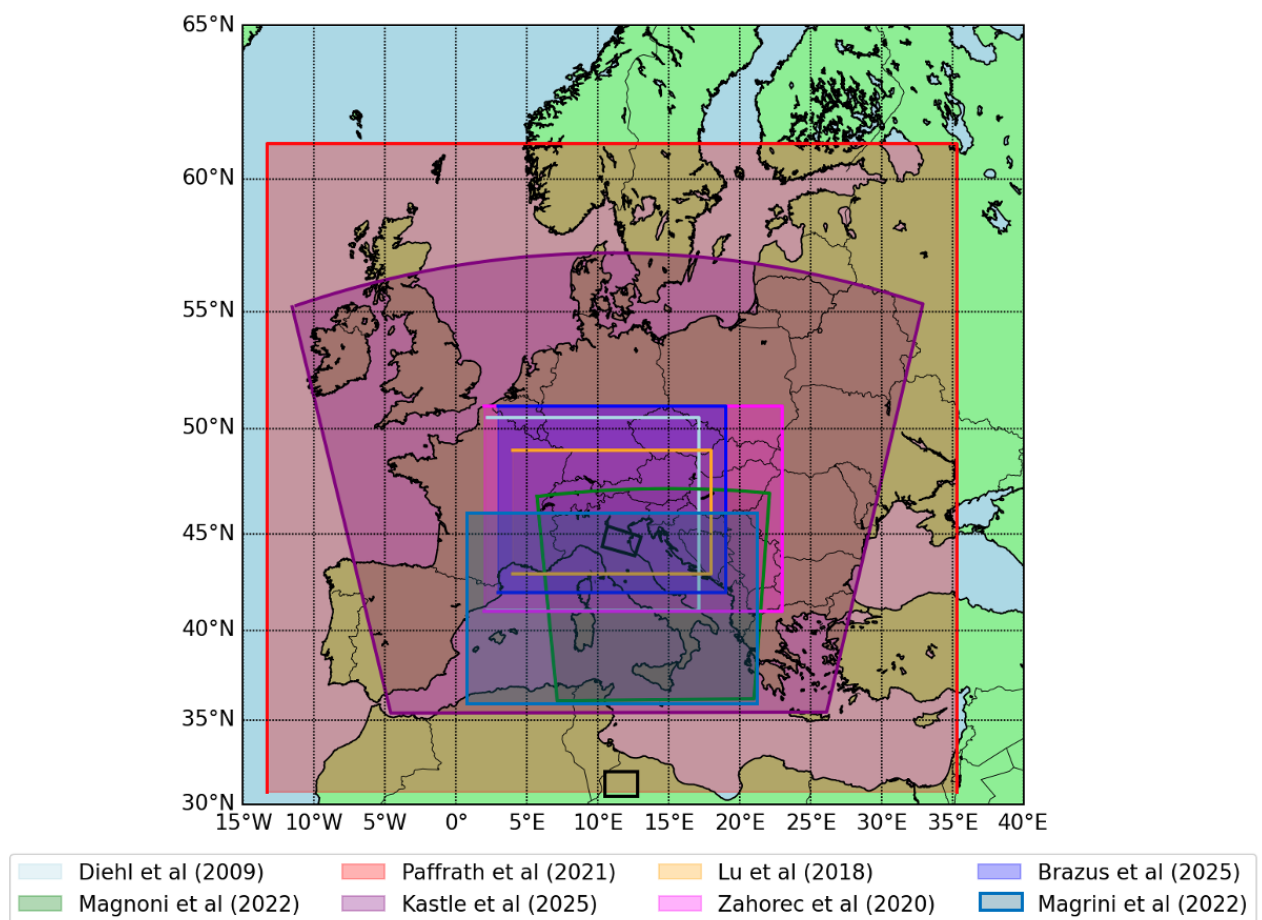 65°N
60°N
55°N
50°N
45°N
40°N
35°N
30°N
15°W 10°W 5°W 0° 5°E 10°E 15°E 20°E 25°E 30°E 35°E 40°E
Diehl et al (2009) Paffrath et al (2021) Lu et al (2018) Brazus et al (2025)
Magnoni et al (2022) Kastle et al (2025) Zahorec et al (2020) Magrini et al (2022)